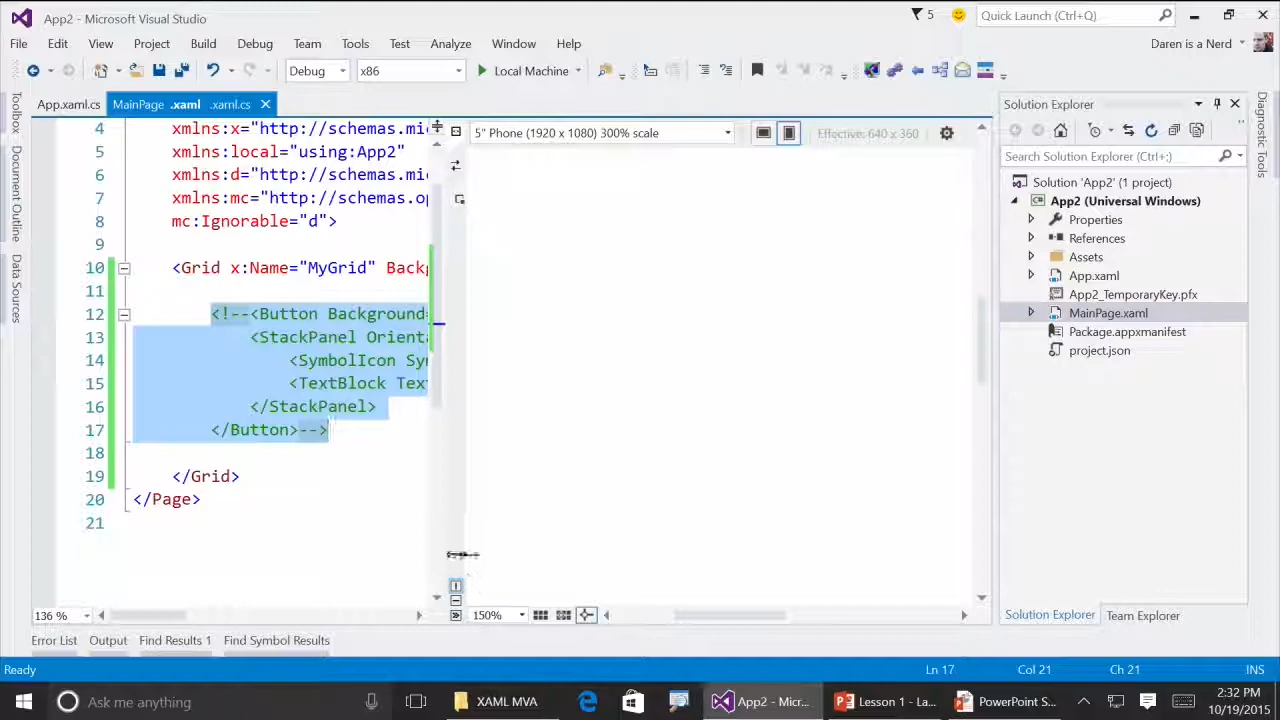 App2 - Microsoft Visual Studio
5
Quick Launch (Ctrl+Q)
File Edit View Project Build Debug Team Tools Test Analyze Window Help
Daren is a Nerd
Debug x86 Local Machine
App.xaml.cs MainPage .xaml .xaml.cs
Toolbox
Document Outline
Data Sources
4 xmlns:x="http://schemas.mi
5 xmlns:local="using:App2"
6 xmlns:d="http://schemas.mi
7 xmlns:mc="http://schemas.op
8 mc:Ignorable="d">
9
10 <Grid x:Name="MyGrid" Backg
11
12 <!--<Button Background=
13 <StackPanel Orienta
14 <SymbolIcon Sy
15 <TextBlock Tex
16 </StackPanel>
17 </Button>-->
18
19 </Grid>
20 </Page>
21
136 %
5" Phone (1920 x 1080) 300% scale
Effective: 640 x 360
150%
Solution Explorer
Search Solution Explorer (Ctrl+;)
Solution 'App2' (1 project)
App2 (Universal Windows)
Properties
References
Assets
App.xaml
App2_TemporaryKey.pfx
MainPage.xaml
Package.appxmanifest
project.json
Solution Explorer Team Explorer
Diagnostic Tools
Error List Output Find Results 1 Find Symbol Results
Ready Ln 17 Col 21 Ch 21 INS
Ask me anything
XAML MVA
App2 - Micr...
Lesson 1 - La...
PowerPoint S...
2:32 PM
10/19/2015